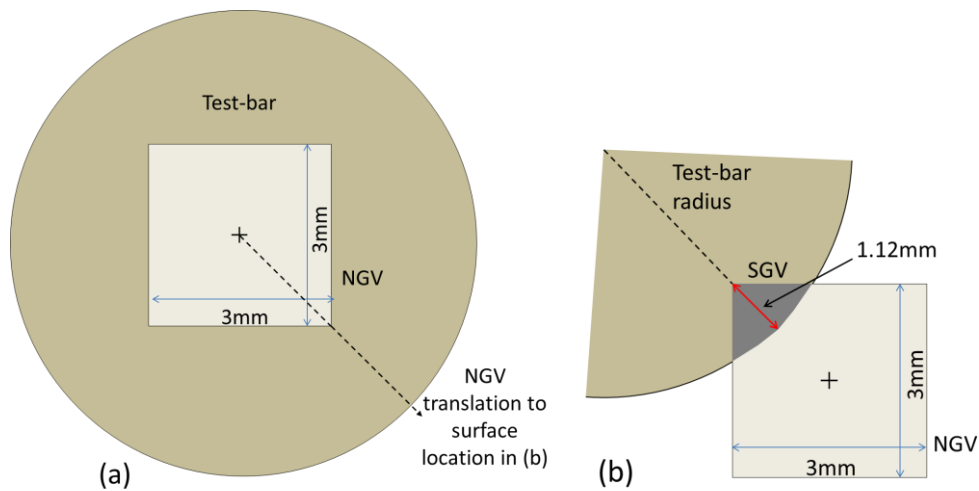 Test-bar
3mm
3mm
NGV
NGV
translation to
surface
location in (b)
(a)
Test-bar
radius
1.12mm
SGV
3mm
3mm
NGV
(b)